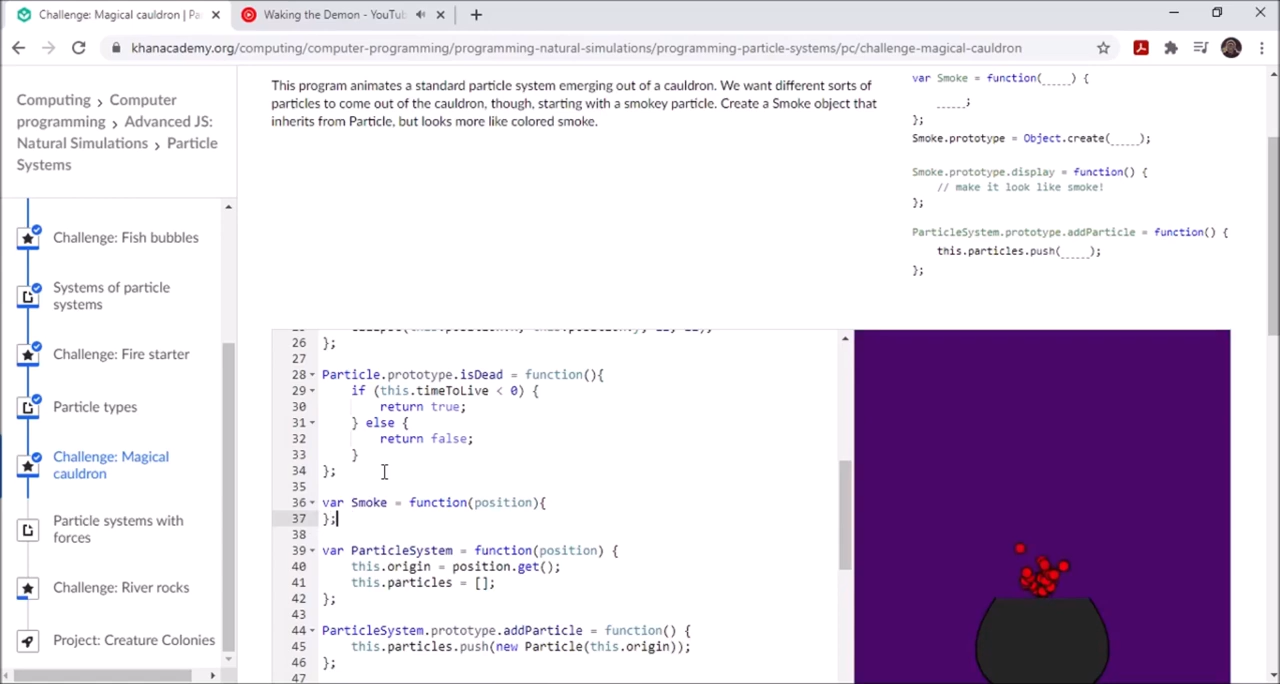 Challenge: Magical cauldron | Pa
Waking the Demon - YouTu
khanacademy.org/computing/computer-programming/programming-natural-simulations/programming-particle-systems/pc/challenge-magical-cauldron
Computing > Computer
programming > Advanced JS:
Natural Simulations > Particle
Systems
Challenge: Fish bubbles
Systems of particle
systems
Challenge: Fire starter
Particle types
Challenge: Magical
cauldron
Particle systems with
forces
Challenge: River rocks
Project: Creature Colonies
This program animates a standard particle system emerging out of a cauldron. We want different sorts of
particles to come out of the cauldron, though, starting with a smokey particle. Create a Smoke object that
inherits from Particle, but looks more like colored smoke.
var Smoke = function(_____) {
_____;
};
Smoke.prototype = Object.create(_____);
Smoke.prototype.display = function() {
// make it look like smoke!
};
ParticleSystem.prototype.addParticle = function() {
this.particles.push(_____);
};
26 };
27
28 Particle.prototype.isDead = function(){
29 if (this.timeToLive < 0) {
30 return true;
31 } else {
32 return false;
33 }
34 };
35
36 var Smoke = function(position){
37 };
38
39 var ParticleSystem = function(position) {
40 this.origin = position.get();
41 this.particles = [];
42 };
43
44 ParticleSystem.prototype.addParticle = function() {
45 this.particles.push(new Particle(this.origin));
46 };
47